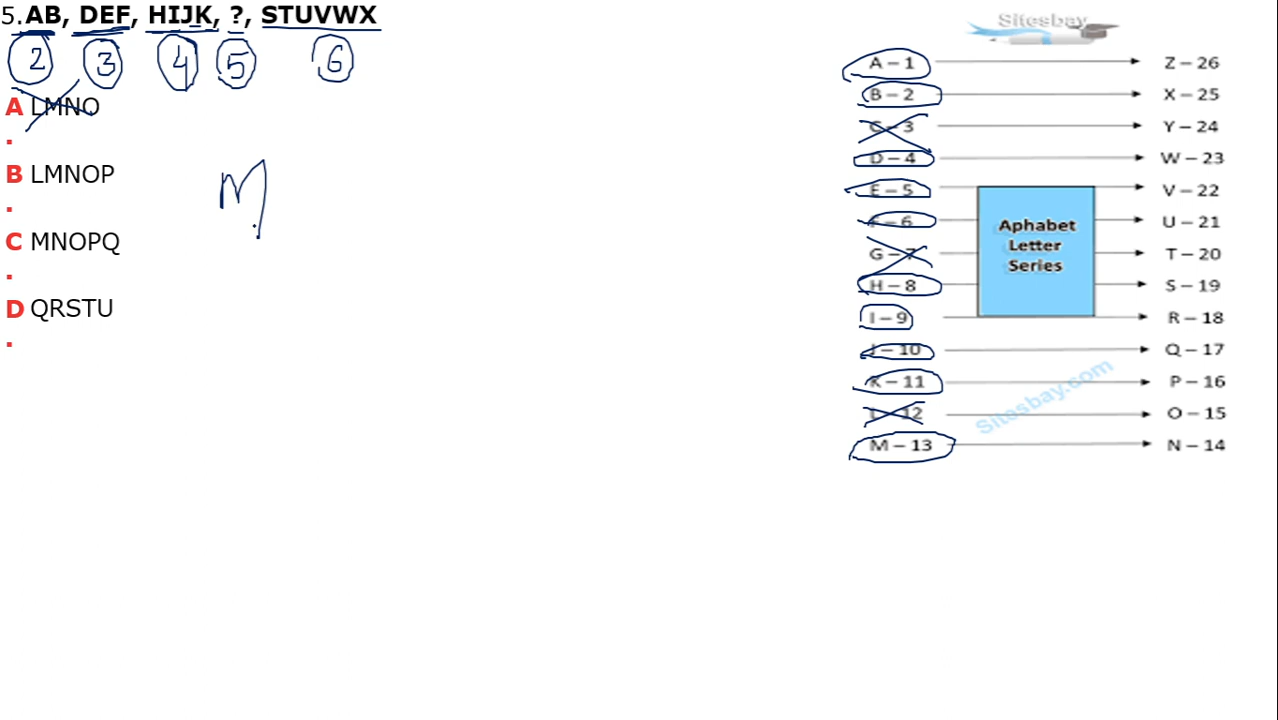 5.AB, DEF, HIJK, ?, STUVWX
2 3 4 5 6
A LMNO
.
B LMNOP
.
C MNOPQ
.
D QRSTU
.
M
Sitesbay
A – 1 Z – 26
B – 2 X – 25
C – 3 Y – 24
D – 4 W – 23
E – 5 V – 22
F – 6 U – 21
G – 7 T – 20
H – 8 S – 19
I – 9 R – 18
J – 10 Q – 17
K – 11 P – 16
L – 12 O – 15
M – 13 N – 14
Aphabet
Letter
Series
Sitesbay.com